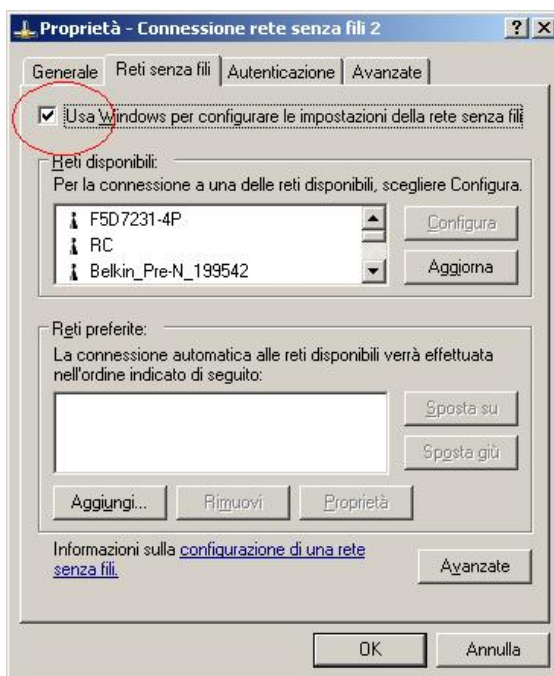 Proprietà - Connessione rete senza fili 2
Generale
Reti senza fili
Autenticazione
Avanzate
Usa Windows per configurare le impostazioni della rete senza fili
Reti disponibili:
Per la connessione a una delle reti disponibili, scegliere Configura.
F5D7231-4P
RC
Belkin_Pre-N_199542
Configura
Aggiorna
Reti preferite:
La connessione automatica alle reti disponibili verrà effettuata
nell'ordine indicato di seguito:
Sposta su
Sposta giù
Aggiungi...
Rimuovi
Proprietà
Informazioni sulla configurazione di una rete
senza fili.
Avanzate
OK
Annulla